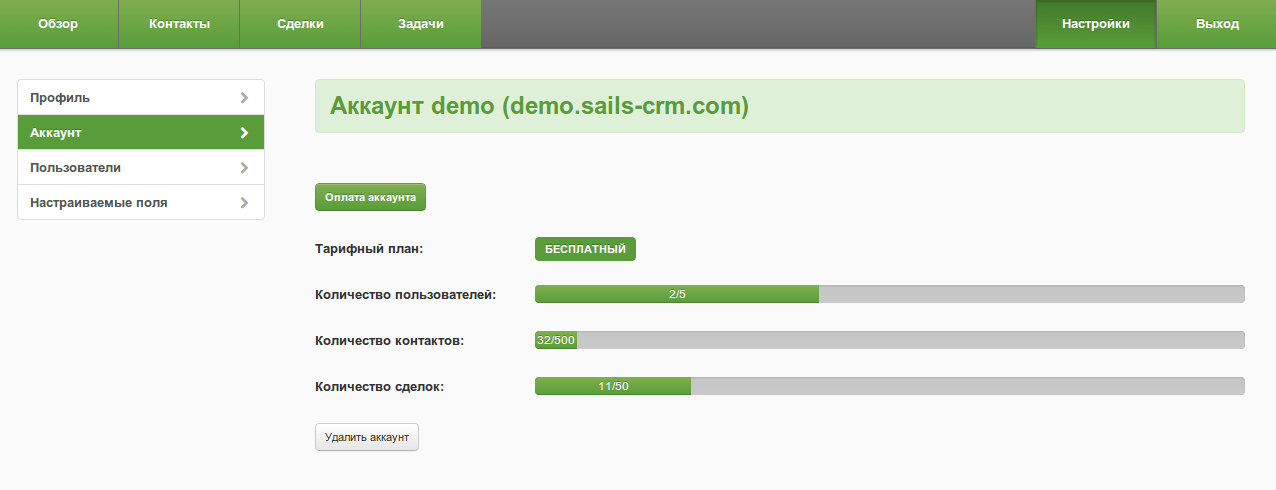 Обзор Контакты Сделки Задачи Настройки Выход
Профиль
Аккаунт
Пользователи
Настраиваемые поля
Аккаунт demo (demo.sails-crm.com)
Оплата аккаунта
Тарифный план: БЕСПЛАТНЫЙ
Количество пользователей: 2/5
Количество контактов: 32/500
Количество сделок: 11/50
Удалить аккаунт